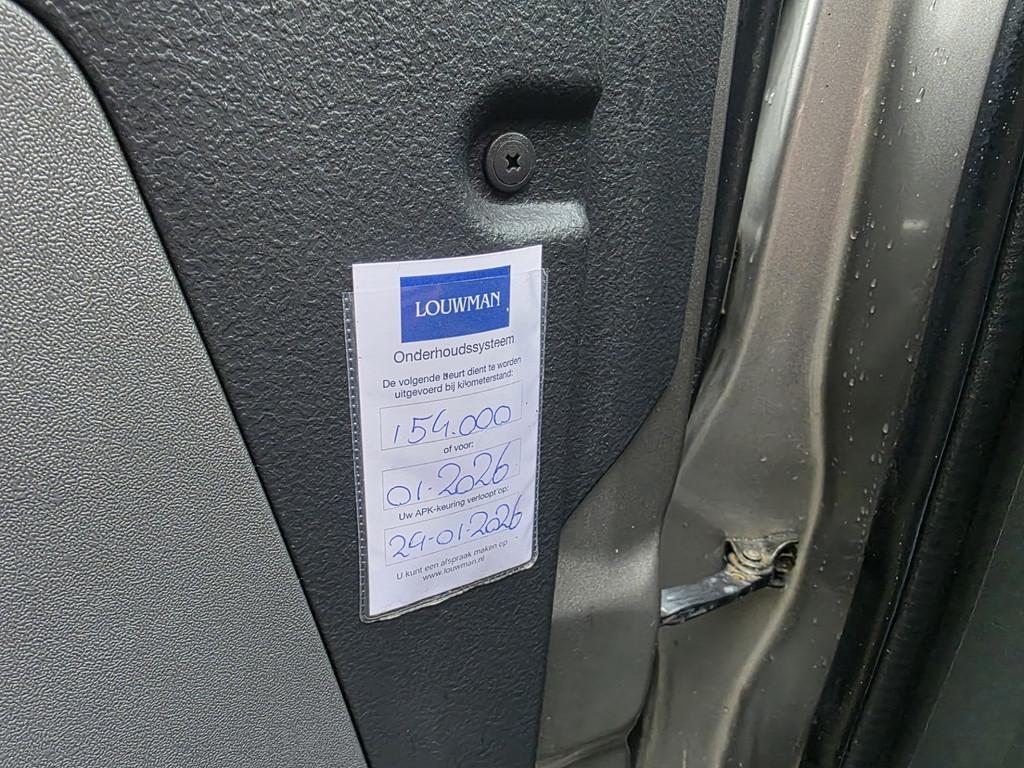 LOUWMAN
Onderhoudssysteem
De volgende beurt dient te worden
uitgevoerd bij kilometerstand:
154.000
of voor:
01-2026
Uw APK-keuring verloopt op:
29-01-2026
U kunt een afspraak maken op
www.louwman.nl